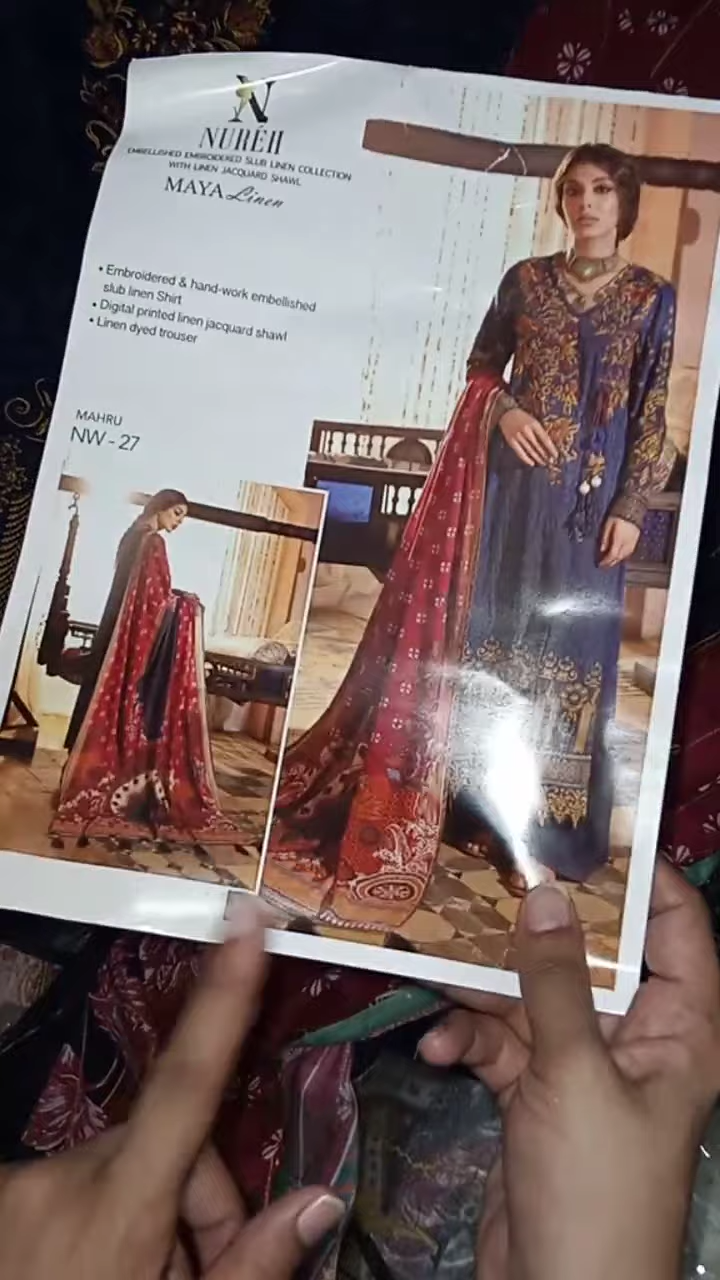 N
NURÉH
EMBELLISHED EMBROIDERED SLUB LINEN COLLECTION
WITH LINEN JACQUARD SHAWL
MAYA Linen
• Embroidered & hand-work embellished
slub linen Shirt
• Digital printed linen jacquard shawl
• Linen dyed trouser
MAHRU
NW - 27